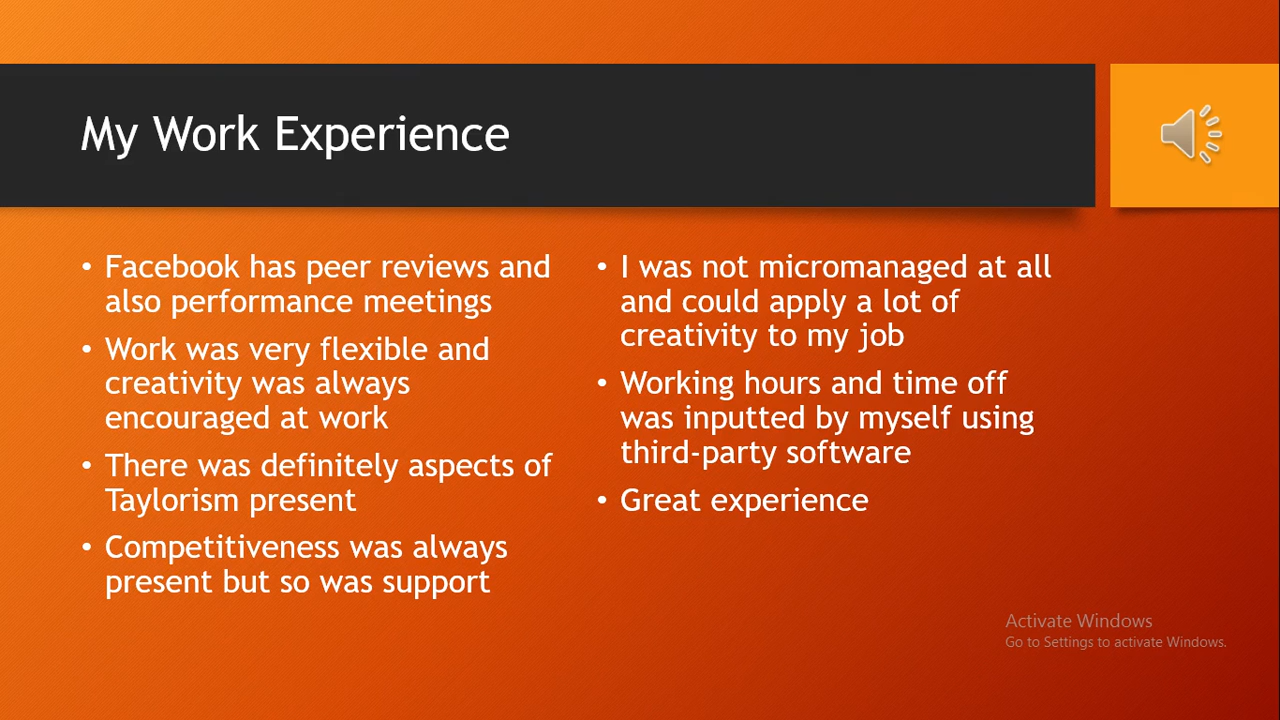 My Work Experience
• Facebook has peer reviews and
also performance meetings
• Work was very flexible and
creativity was always
encouraged at work
• There was definitely aspects of
Taylorism present
• Competitiveness was always
present but so was support
• I was not micromanaged at all
and could apply a lot of
creativity to my job
• Working hours and time off
was inputted by myself using
third-party software
• Great experience
Activate Windows
Go to Settings to activate Windows.